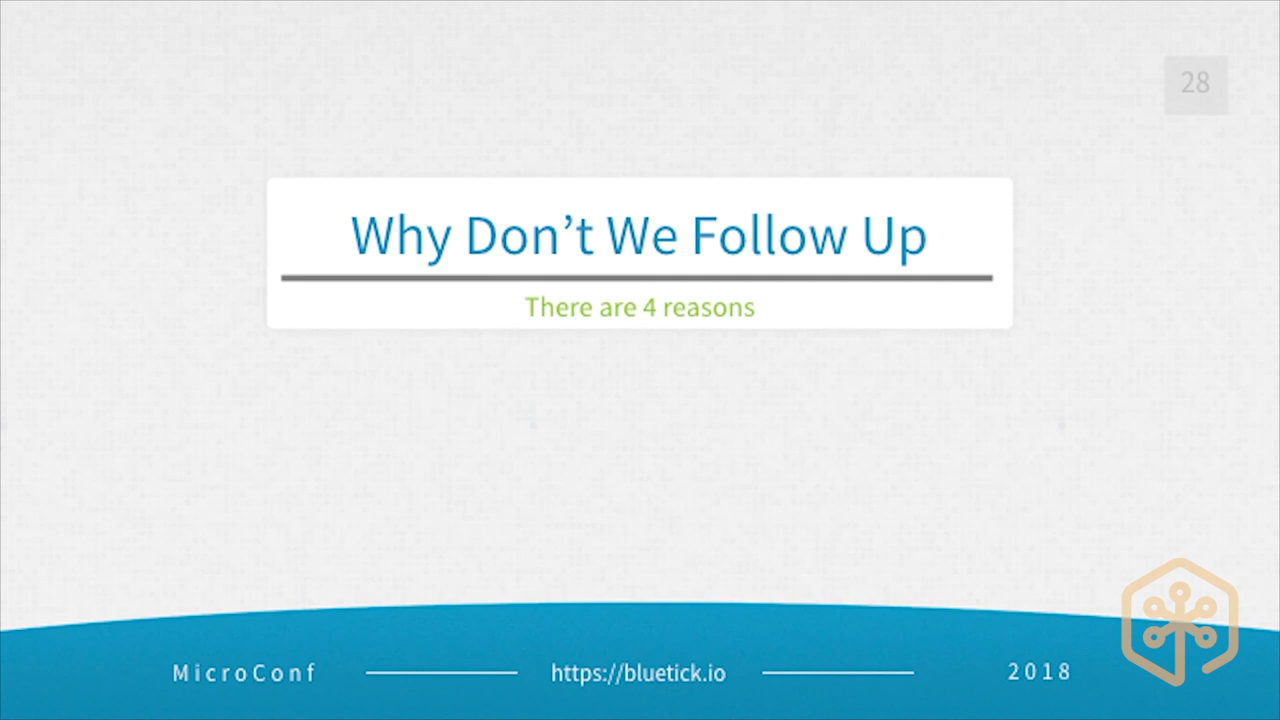 28
Why Don’t We Follow Up
There are 4 reasons
MicroConf https://bluetick.io 2018